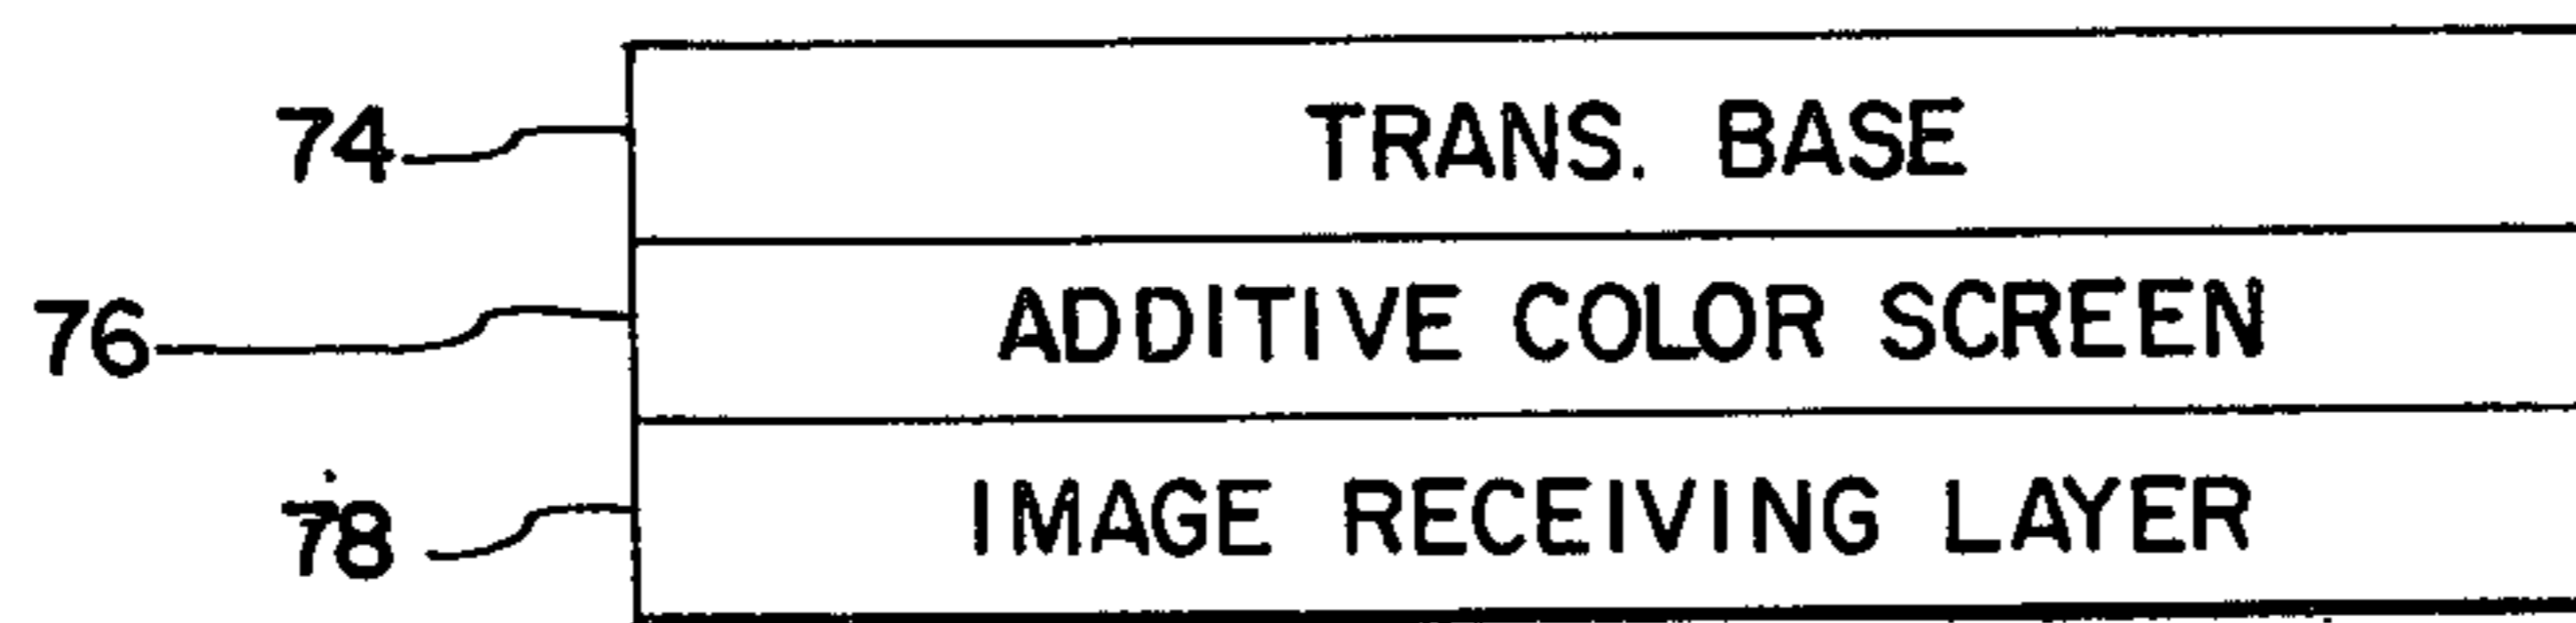 74 TRANS. BASE
76 ADDITIVE COLOR SCREEN
78 IMAGE RECEIVING LAYER